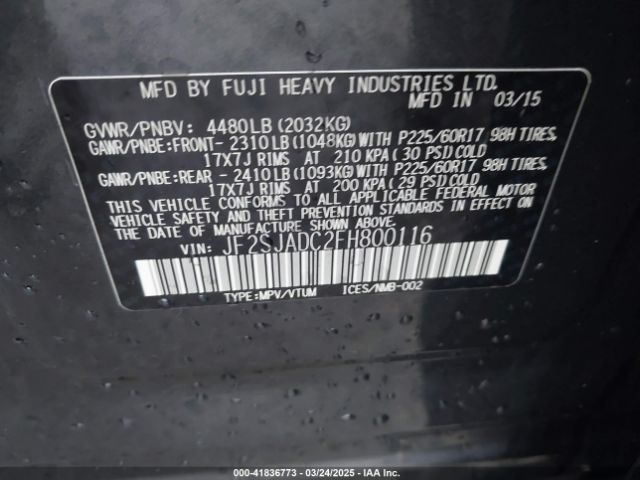 MFD BY FUJI HEAVY INDUSTRIES LTD.
MFD IN 03/15
GVWR/PNBV: 4480LB (2032KG)
GAWR/PNBE:FRONT- 2310LB (1048KG) WITH P225/60R17 98H TIRES,
17X7J RIMS AT 210 KPA (30 PSI) COLD
GAWR/PNBE:REAR - 2410LB (1093KG) WITH P225/60R17 98H TIRES,
17X7J RIMS AT 200 KPA (29 PSI) COLD
THIS VEHICLE CONFORMS TO ALL APPLICABLE FEDERAL MOTOR
VEHICLE SAFETY AND THEFT PREVENTION STANDARDS IN EFFECT ON
THE DATE OF MANUFACTURE SHOWN ABOVE.
VIN: JF2SJADC2FH800116
TYPE:MPV/VTUM ICES/NMB-002
000-41836773 - 03/24/2025 - IAA Inc.